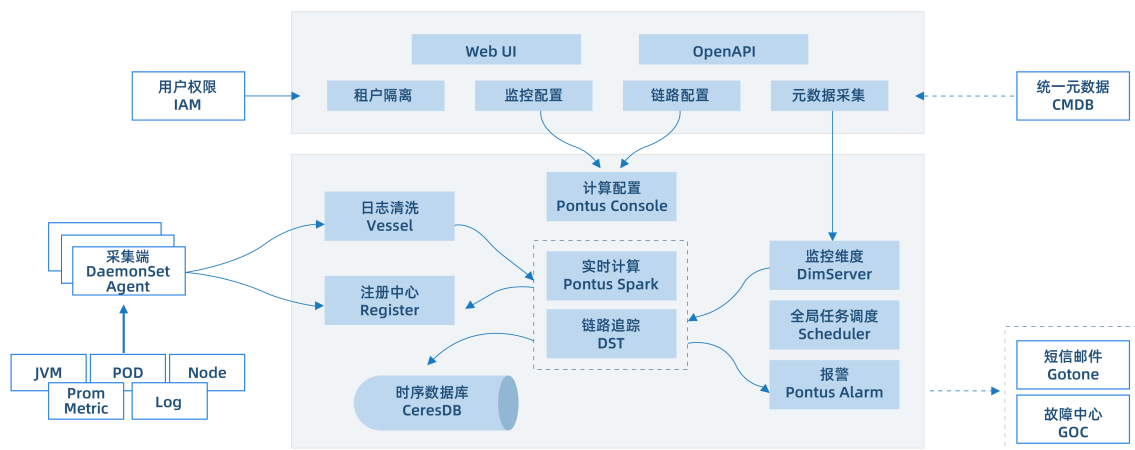 Web UI
OpenAPI
用户权限
IAM
租户隔离
监控配置
链路配置
元数据采集
统一元数据
CMDB
计算配置
Pontus Console
日志清洗
Vessel
采集端
DaemonSet
Agent
实时计算
Pontus Spark
监控维度
DimServer
注册中心
Register
链路追踪
DST
全局任务调度
Scheduler
JVM
POD
Node
Prom
Metric
Log
时序数据库
CeresDB
报警
Pontus Alarm
短信邮件
Gotone
故障中心
GOC